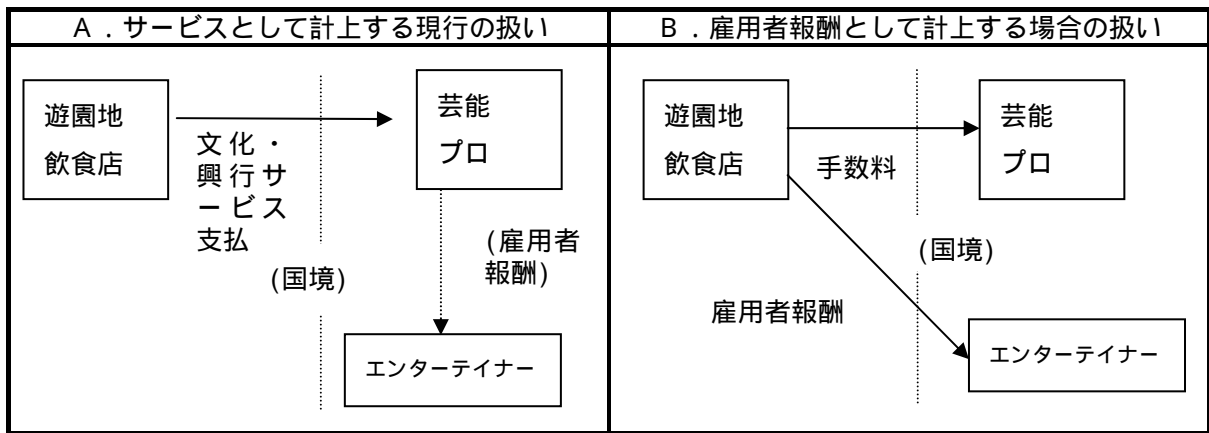 A．サービスとして計上する現行の扱い
遊園地
飲食店
文化・
興行サ
ービス
支払
(国境)
芸能
プロ
(雇用者
報酬)
エンターテイナー
B．雇用者報酬として計上する場合の扱い
遊園地
飲食店
手数料
芸能
プロ
(国境)
雇用者報酬
エンターテイナー